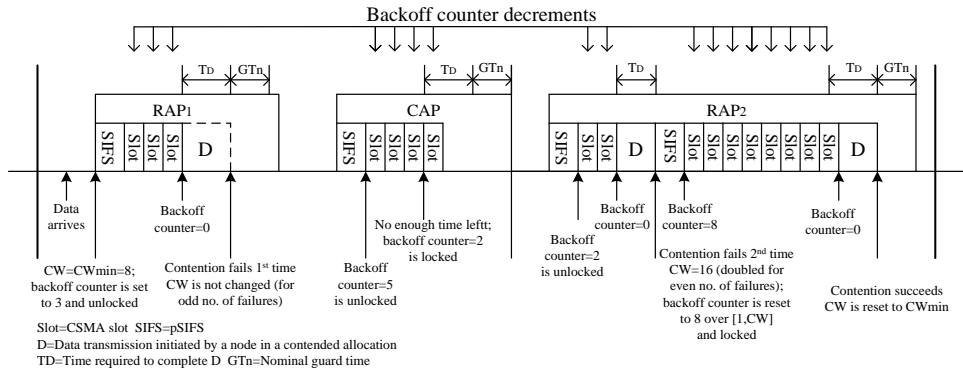 Backoff counter decrements
TD GTn TD GTn TD TD GTn
RAP1 CAP RAP2
SIFS Slot Slot Slot D SIFS Slot Slot Slot Slot SIFS Slot Slot D SIFS Slot Slot Slot Slot Slot Slot Slot Slot D
Data
arrives
CW=CWmin=8;
backoff counter is set
to 3 and unlocked
Backoff
counter=0
Contention fails 1st time
CW is not changed (for
odd no. of failures)
Backoff
counter=5
is unlocked
No enough time leftt;
backoff counter=2
is locked
Backoff
counter=2
is unlocked
Backoff
counter=0
Backoff
counter=8
Contention fails 2nd time
CW=16 (doubled for
even no. of failures);
backoff counter is reset
to 8 over [1,CW]
and locked
Backoff
counter=0
Contention succeeds
CW is reset to CWmin
Slot=CSMA slot SIFS=pSIFS
D=Data transmission initiated by a node in a contended allocation
TD=Time required to complete D GTn=Nominal guard time